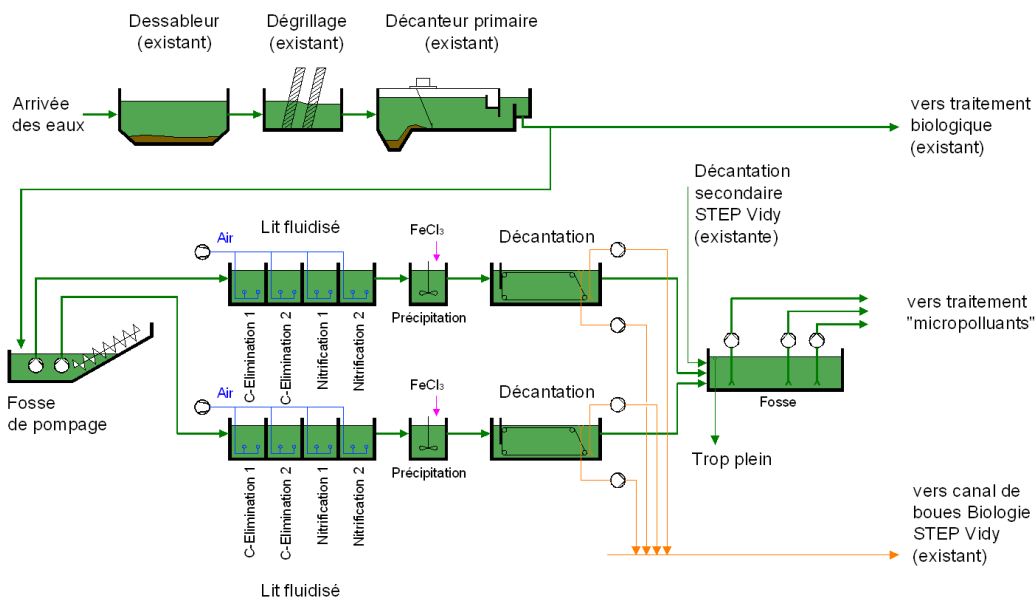 Dessableur
(existant)
Dégrillage
(existant)
Décanteur primaire
(existant)
Arrivée
des eaux
vers traitement
biologique
(existant)
Décantation
secondaire
STEP Vidy
(existante)
Lit fluidisé
Air
FeCl₃
Décantation
Précipitation
C-Elimination 1
C-Elimination 2
Nitrification 1
Nitrification 2
vers traitement
"micropolluants"
Fosse
de pompage
Fosse
Air
FeCl₃
Décantation
Précipitation
C-Elimination 1
C-Elimination 2
Nitrification 1
Nitrification 2
Lit fluidisé
Trop plein
vers canal de
boues Biologie
STEP Vidy
(existant)